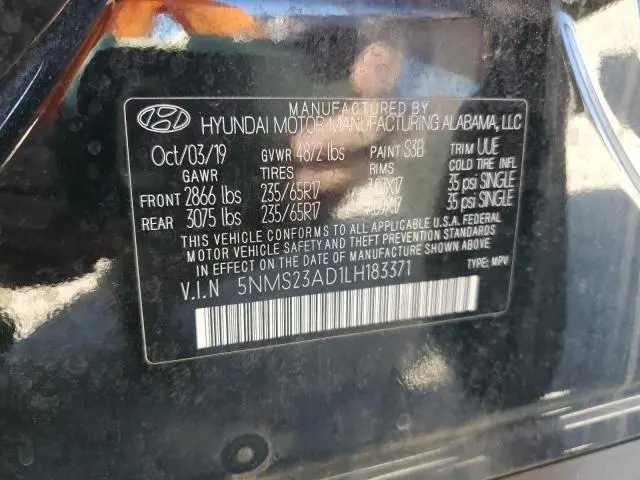 MANUFACTURED BY
HYUNDAI MOTOR MANUFACTURING ALABAMA, LLC
Oct/03/19 GVWR 4872 lbs PAINT S3B TRIM UUE
GAWR TIRES RIMS COLD TIRE INFL
FRONT 2866 lbs 235/65R17 7.0JX17 35 psi SINGLE
REAR 3075 lbs 235/65R17 35 psi SINGLE
THIS VEHICLE CONFORMS TO ALL APPLICABLE U.S.A. FEDERAL
MOTOR VEHICLE SAFETY AND THEFT PREVENTION STANDARDS
IN EFFECT ON THE DATE OF MANUFACTURE SHOWN ABOVE.
V.I.N 5NMS23AD1LH183371 TYPE: MPV